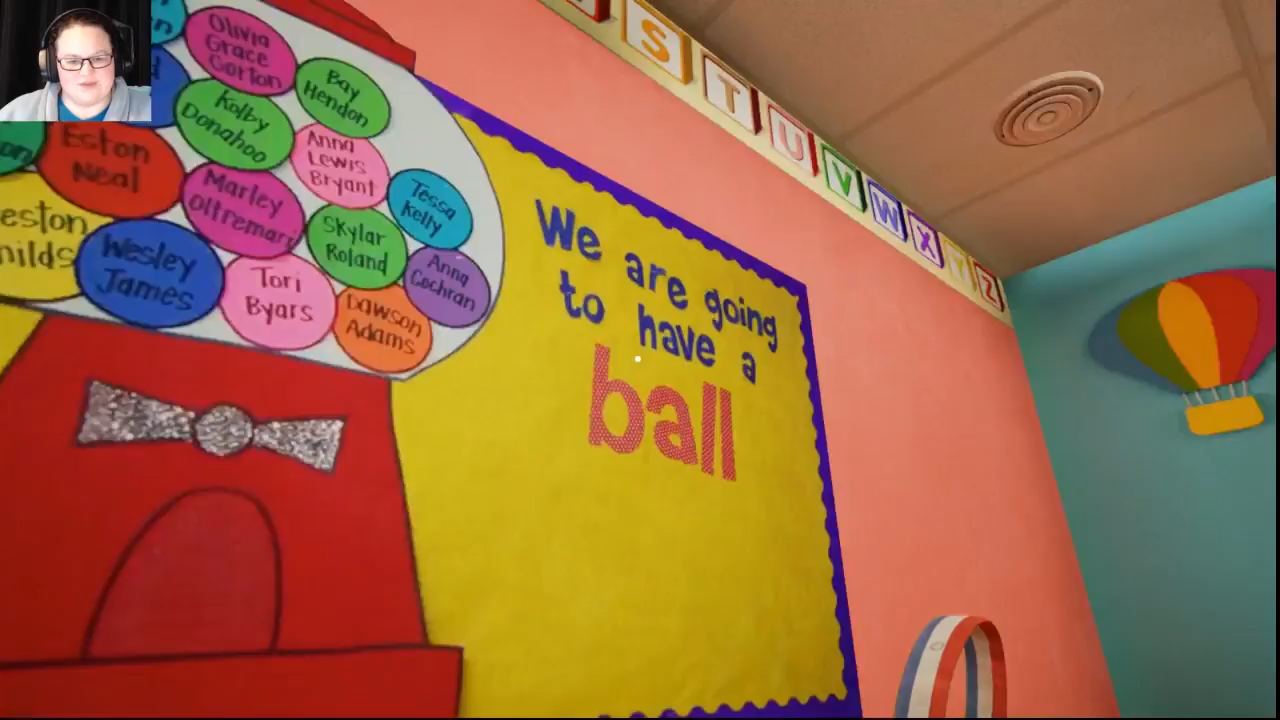 S T U V W X Y Z
Olivia
Grace
Gorton
Bay
Hendon
Kolby
Donahoo
Anna
Lewis
Bryant
Eston
Neal
Marley
Oltremari
Tessa
Kelly
Skylar
Roland
Anna
Cochran
Wesley
James
Tori
Byars
Dawson
Adams
We are going
to have a
ball